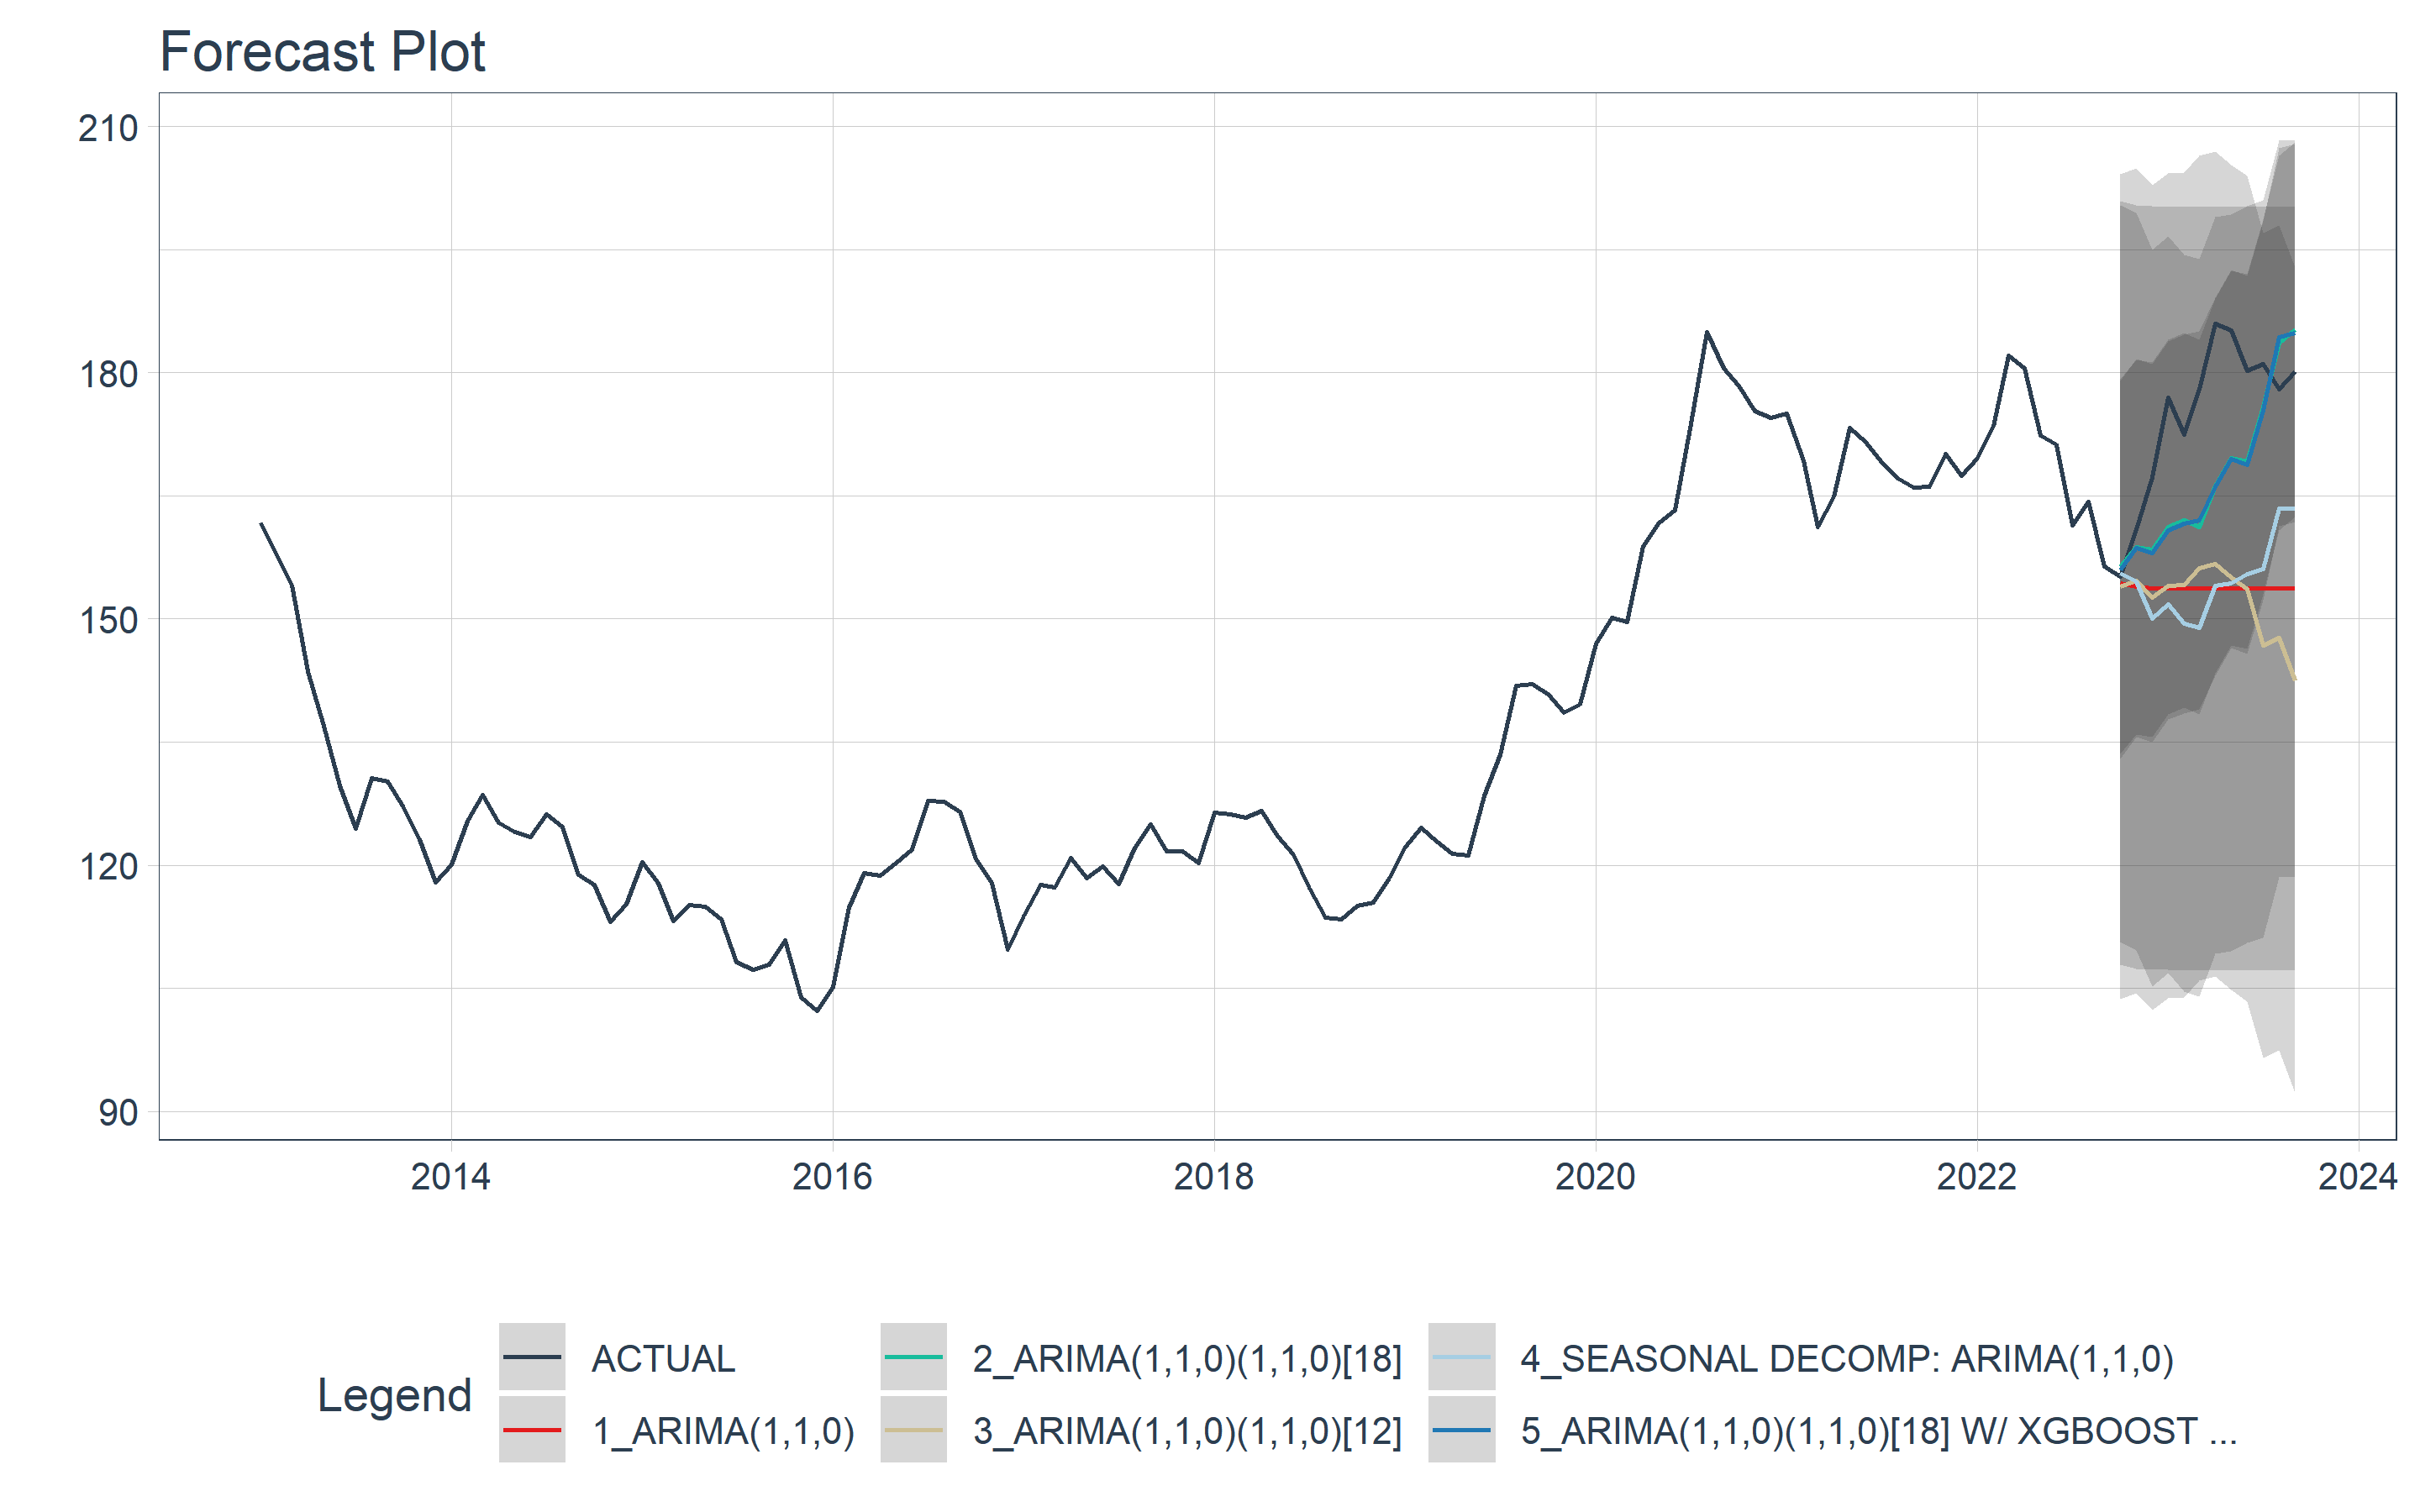 Forecast Plot
210
180
150
120
90
2014 2016 2018 2020 2022 2024
Legend
ACTUAL
1_ARIMA(1,1,0)
2_ARIMA(1,1,0)(1,1,0)[18]
3_ARIMA(1,1,0)(1,1,0)[12]
4_SEASONAL DECOMP: ARIMA(1,1,0)
5_ARIMA(1,1,0)(1,1,0)[18] W/ XGBOOST ...